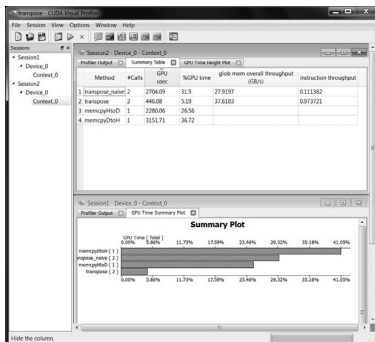 transpose - CUDA Visual Profiler
File Session View Options Window Help
Sessions
Session1
Device_0
Context_0
Session2
Device_0
Context_0
Session2 - Device_0 - Context_0
Profiler Output Summary Table GPU Time Height Plot
Method #Calls GPU usec %GPU time glob mem overall throughput (GB/s) instruction throughput
1 transpose_naive 2 2704.09 31.5 27.9197 0.111362
2 transpose 2 446.08 5.19 37.6103 0.973721
3 memcpyHtoD 1 2280.06 26.56
4 memcpyDtoH 1 3151.71 36.72
Session1 - Device_0 - Context_0
Profiler Output GPU Time Summary Plot
Summary Plot
GPU Time ( Total )
0.00% 5.86% 11.73% 17.59% 23.46% 29.32% 35.18% 41.05%
memcpyDtoH ( 1 )
nspose_naive ( 2 )
memcpyHtoD ( 1 )
transpose ( 2 )
0.00% 5.86% 11.73% 17.59% 23.46% 29.32% 35.18% 41.05%
Hide the column.